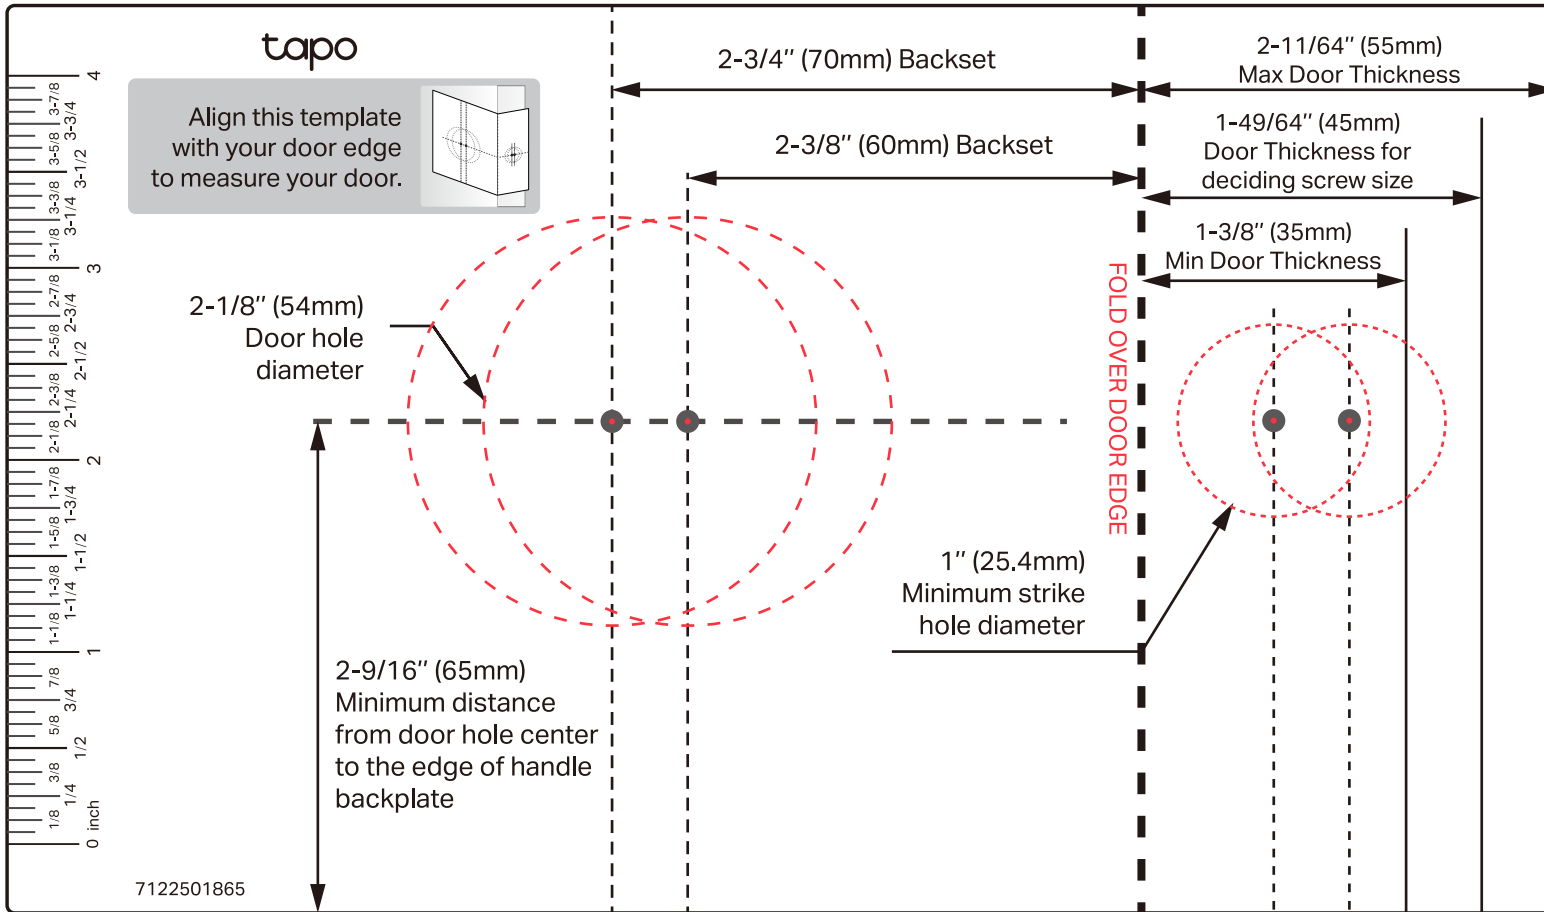 tapo
Align this template
with your door edge
to measure your door.
2-3/4" (70mm) Backset
2-3/8" (60mm) Backset
2-11/64" (55mm)
Max Door Thickness
1-49/64" (45mm)
Door Thickness for
deciding screw size
1-3/8" (35mm)
Min Door Thickness
2-1/8" (54mm)
Door hole
diameter
FOLD OVER DOOR EDGE
1" (25.4mm)
Minimum strike
hole diameter
2-9/16" (65mm)
Minimum distance
from door hole center
to the edge of handle
backplate
4
3-7/8
3-3/4
3-5/8
3-1/2
3-3/8
3-1/4
3-1/8
3
2-7/8
2-3/4
2-5/8
2-1/2
2-3/8
2-1/4
2-1/8
2
1-7/8
1-3/4
1-5/8
1-1/2
1-3/8
1-1/4
1-1/8
1
7/8
3/4
5/8
1/2
3/8
1/4
1/8
0 inch
7122501865